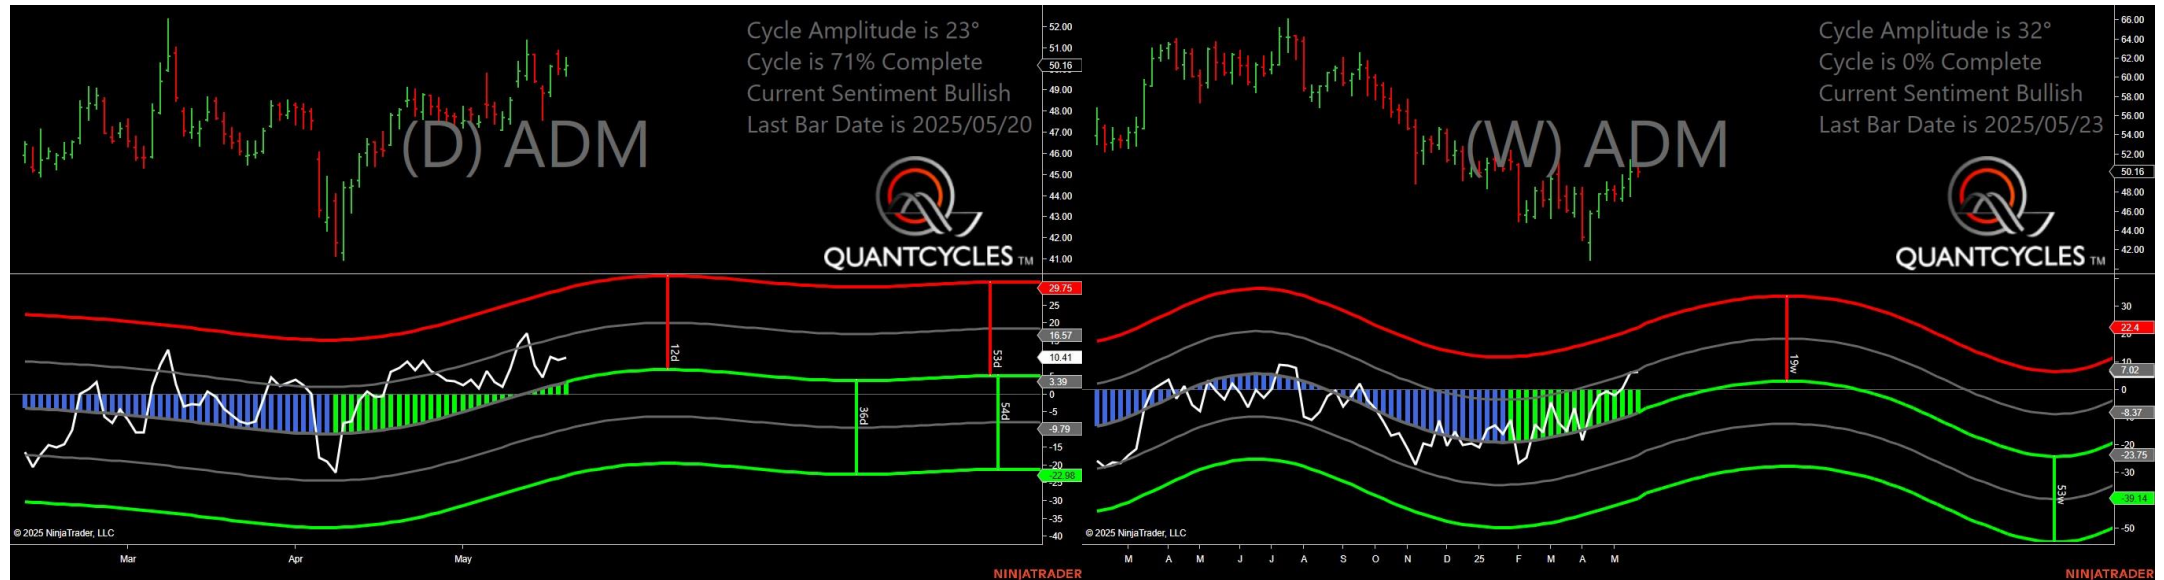 Cycle Amplitude is 23°
Cycle is 71% Complete
Current Sentiment Bullish
Last Bar Date is 2025/05/20
(D) ADM
QUANTCYCLES TM
52.00
51.00
50.16
49.00
48.00
47.00
46.00
45.00
44.00
43.00
42.00
41.00
29.75
25
20
16.57
10.41
3.39
0
-5
-9.79
-15
-20
-22.98
-25
-30
-35
-40
12d
36d
53d
54d
© 2025 NinjaTrader, LLC
Mar
Apr
May
NINJATRADER
Cycle Amplitude is 32°
Cycle is 0% Complete
Current Sentiment Bullish
Last Bar Date is 2025/05/23
(W) ADM
QUANTCYCLES TM
66.00
64.00
62.00
60.00
58.00
56.00
54.00
52.00
50.16
48.00
46.00
44.00
42.00
30
22.4
10
7.02
0
-8.37
-20
-23.75
-30
-39.14
-50
19w
53w
© 2025 NinjaTrader, LLC
M A M J J A S O N D 25 F M A M
NINJATRADER